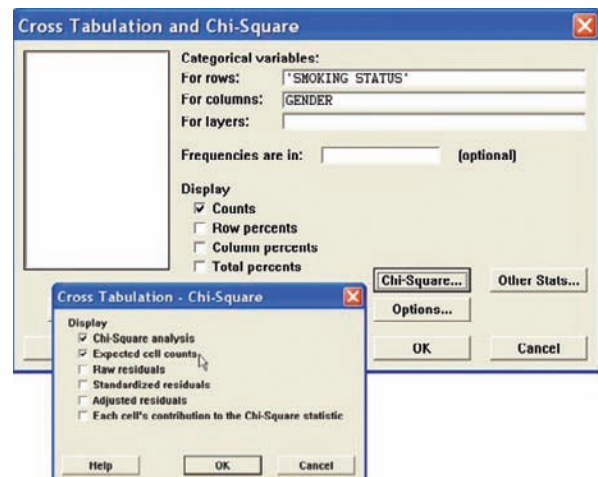 Cross Tabulation and Chi-Square
Categorical variables:
For rows: 'SMOKING STATUS'
For columns: GENDER
For layers:
Frequencies are in: (optional)
Display
Counts
Row percents
Column percents
Total percents
Chi-Square... Other Stats...
Options...
OK Cancel
Cross Tabulation - Chi-Square
Display
Chi-Square analysis
Expected cell counts
Raw residuals
Standardized residuals
Adjusted residuals
Each cell's contribution to the Chi-Square statistic
Help OK Cancel